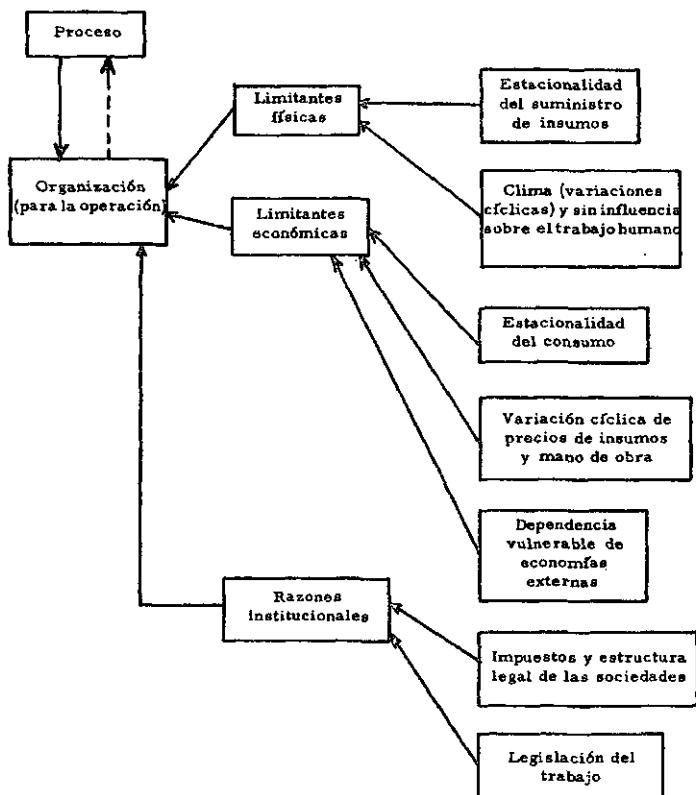 Proceso
Organización
(para la operación)
Limitantes
físicas
Limitantes
económicas
Razones
institucionales
Estacionalidad
del suministro
de insumos
Clima (variaciones
cíclicas) y sin influencia
sobre el trabajo humano
Estacionalidad
del consumo
Variación cíclica de
precios de insumos
y mano de obra
Dependencia
vulnerable de
economías
externas
Impuestos y estructura
legal de las sociedades
Legislación del
trabajo